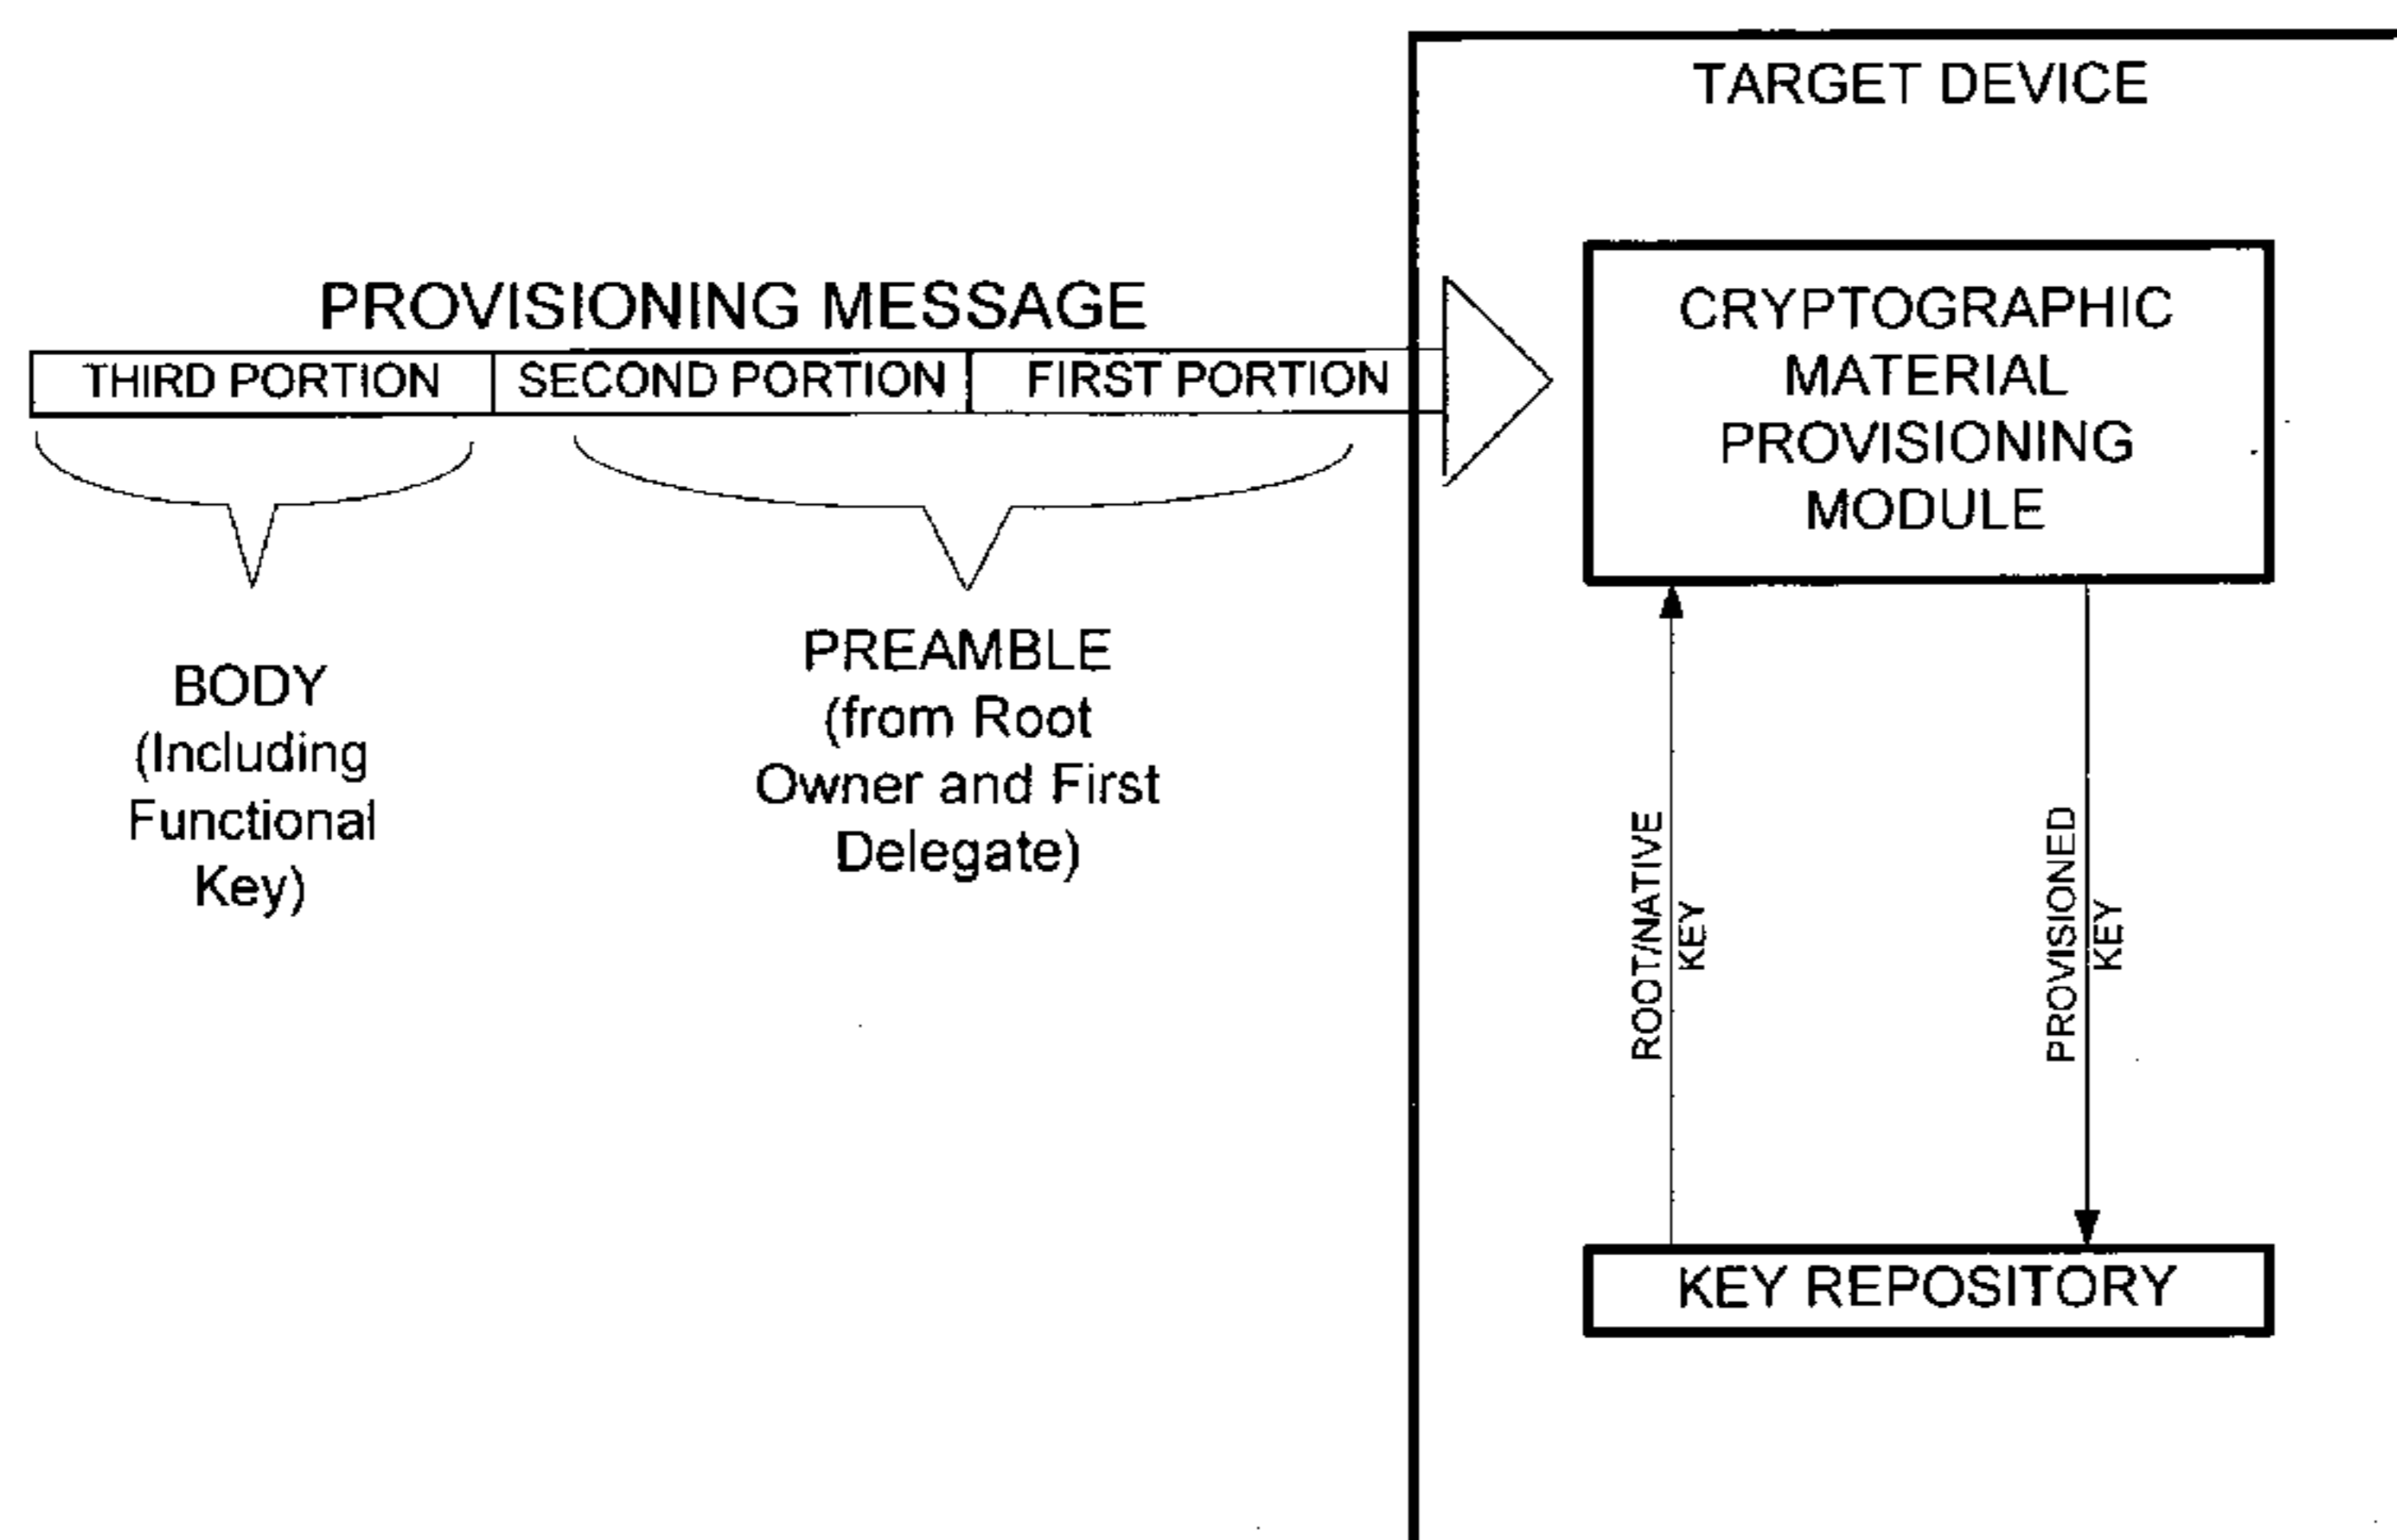 TARGET DEVICE
PROVISIONING MESSAGE
THIRD PORTION
SECOND PORTION
FIRST PORTION
BODY
(Including
Functional
Key)
PREAMBLE
(from Root
Owner and First
Delegate)
CRYPTOGRAPHIC
MATERIAL
PROVISIONING
MODULE
ROOT/NATIVE
KEY
PROVISIONED
KEY
KEY REPOSITORY